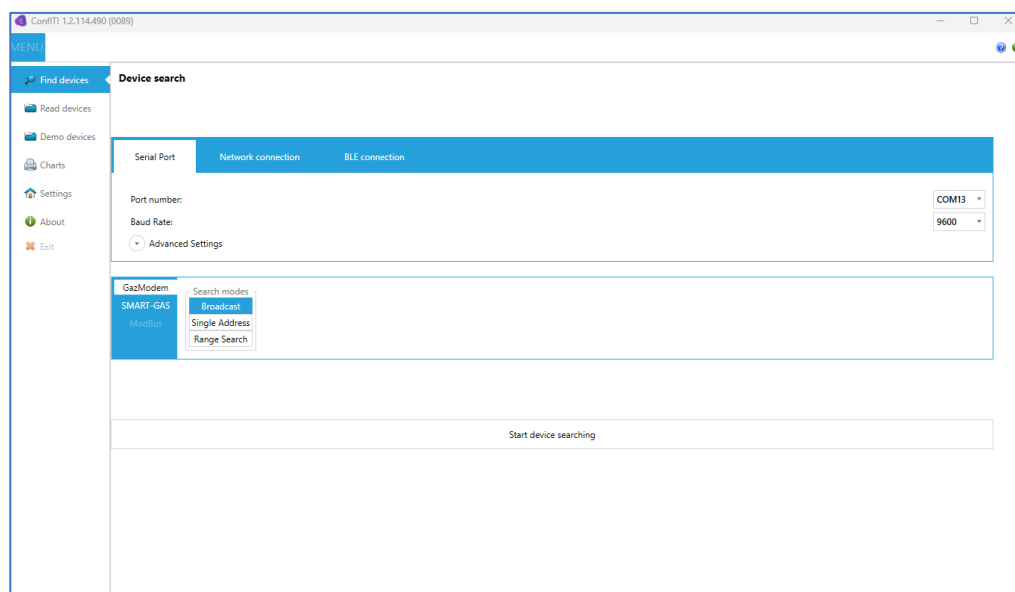 ConfIT! 1.2.114.490 (0089)
MENU
Find devices
Read devices
Demo devices
Charts
Settings
About
Exit
Device search
Serial Port Network connection BLE connection
Port number: COM13
Baud Rate: 9600
Advanced Settings
GazModem
SMART-GAS
ModBus
Search modes
Broadcast
Single Address
Range Search
Start device searching